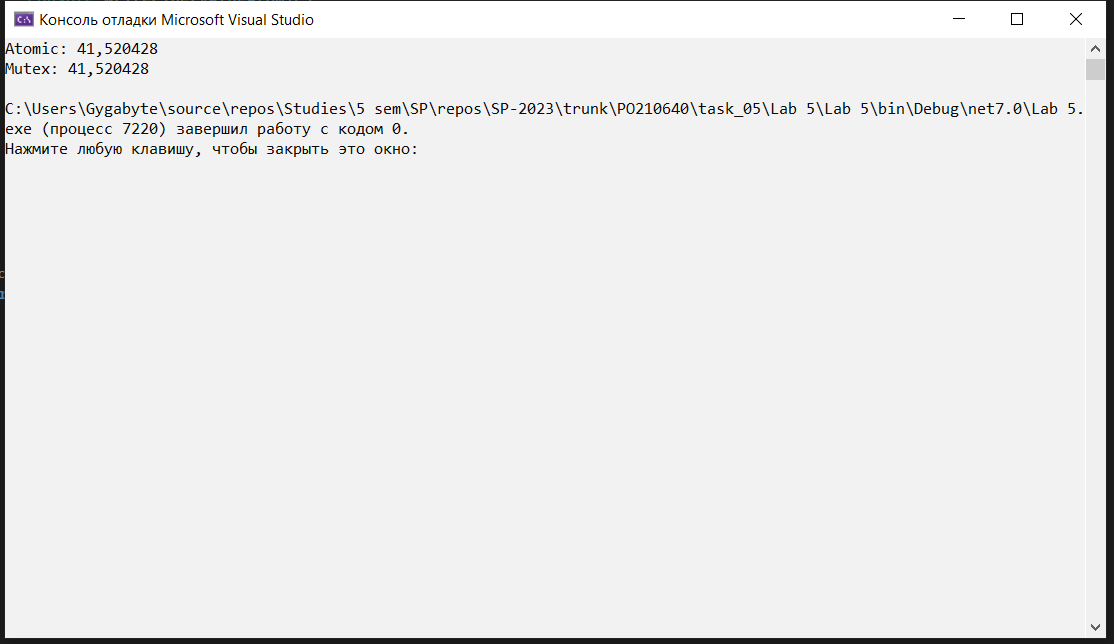 Консоль отладки Microsoft Visual Studio
Atomic: 41,520428
Mutex: 41,520428
C:\Users\Gygabyte\source\repos\Studies\5 sem\SP\repos\SP-2023\trunk\PO210640\task_05\Lab 5\Lab 5\bin\Debug\net7.0\Lab 5.
exe (процесс 7220) завершил работу с кодом 0.
Нажмите любую клавишу, чтобы закрыть это окно: